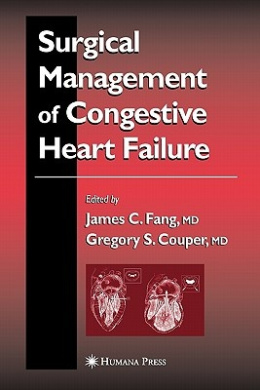 Surgical
Management
of Congestive
Heart Failure
Edited by
James C. Fang, MD
Gregory S. Couper, MD
Humana Press